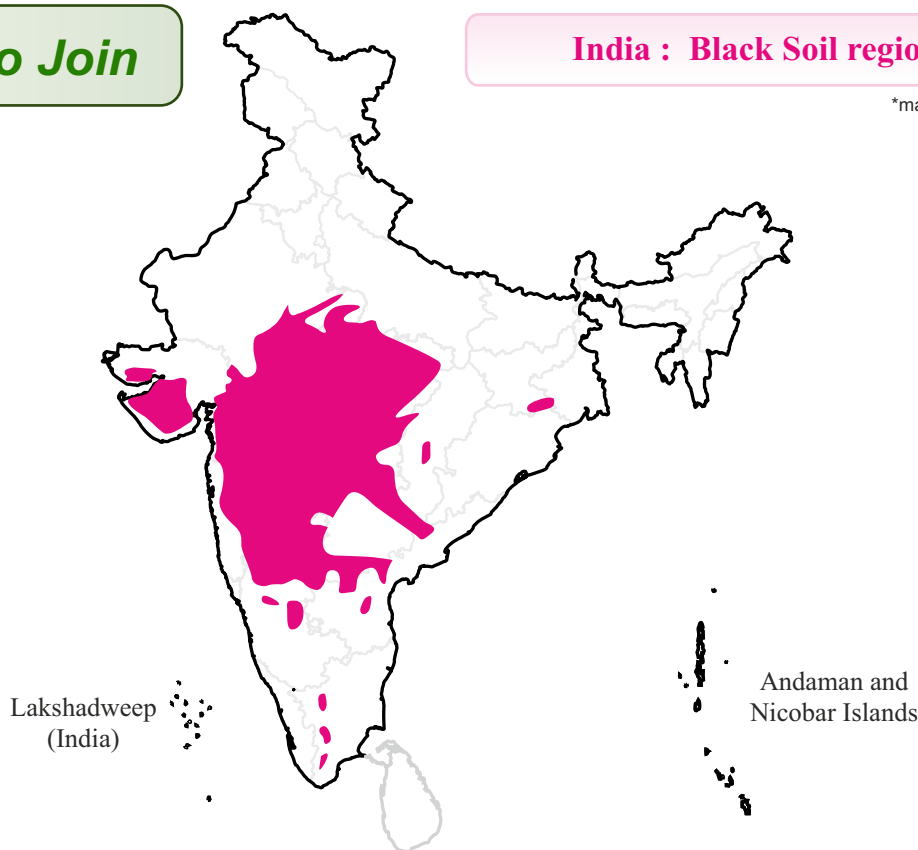 o Join
India : Black Soil regio
*ma
Lakshadweep
(India)
Andaman and
Nicobar Islands